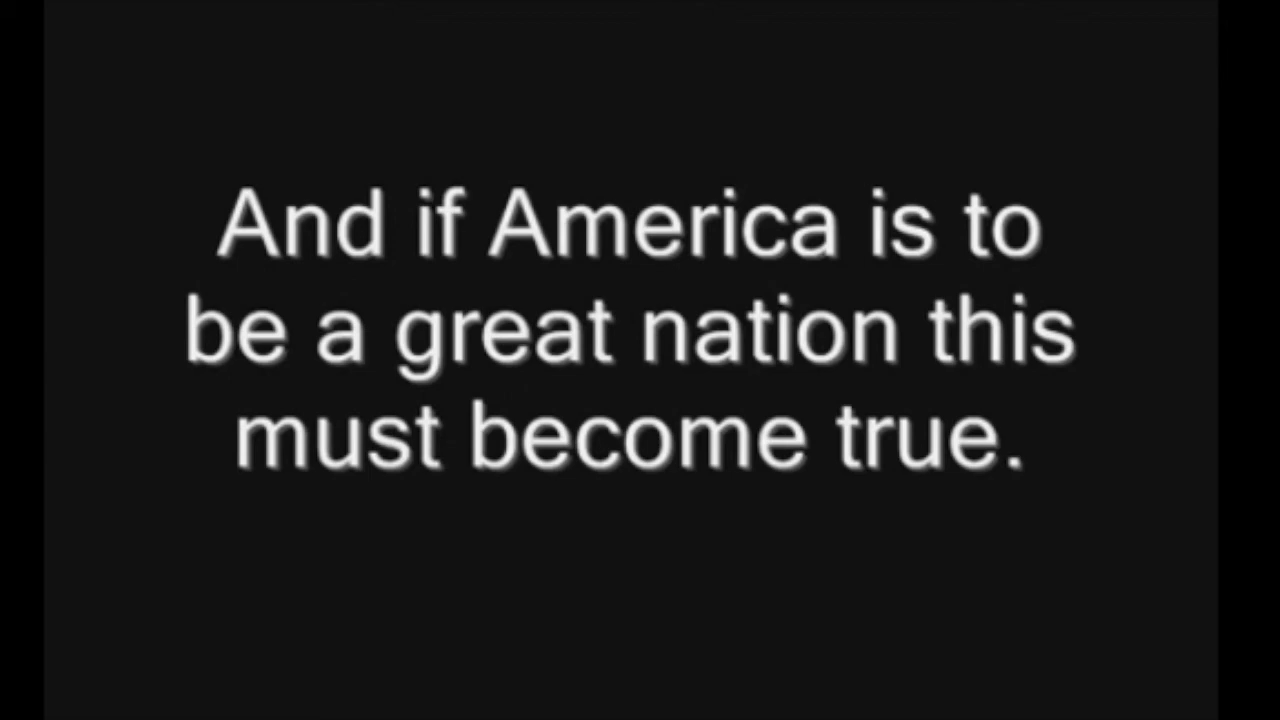 And if America is to
be a great nation this
must become true.